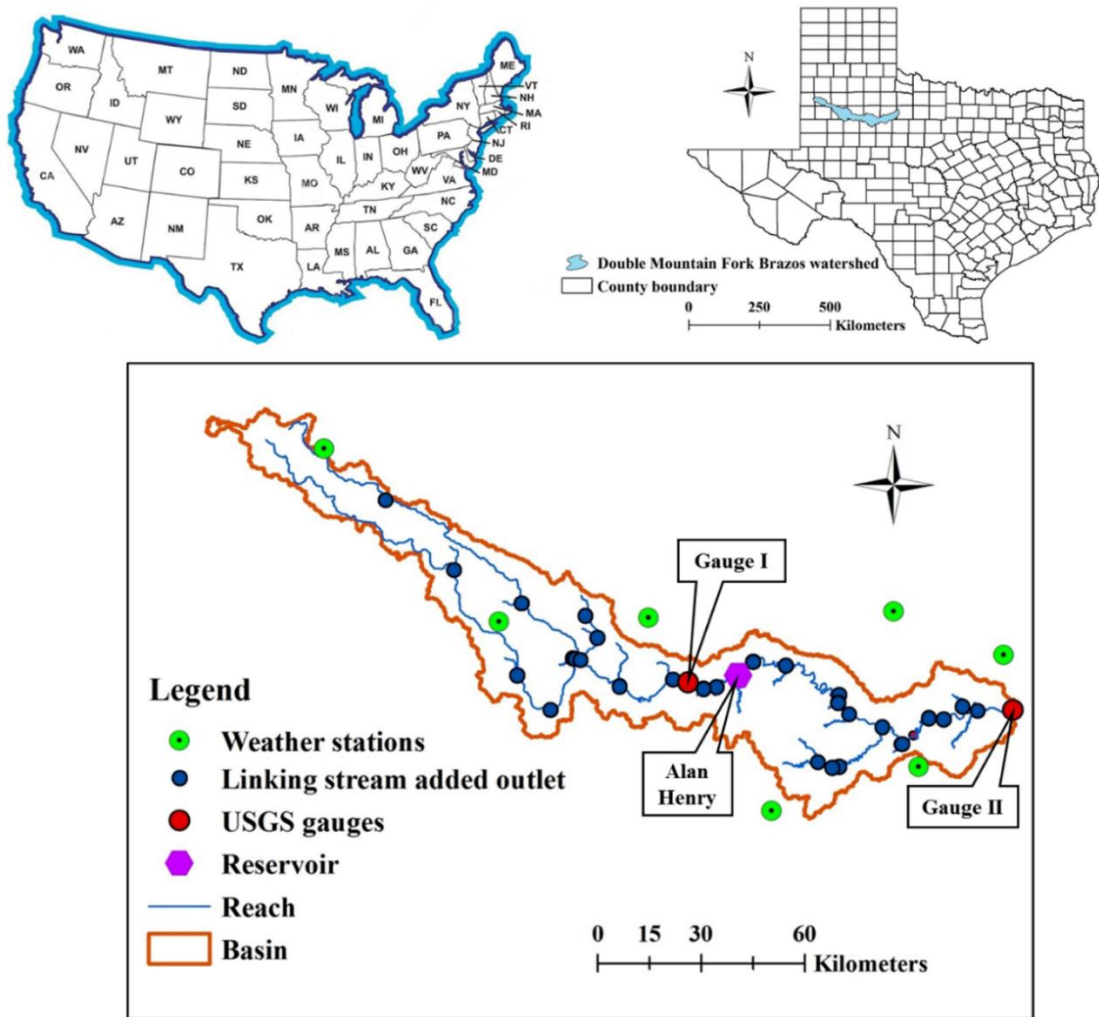 WA
MT
ND
MN
ME
OR
ID
SD
WI
NY
VT
NH
WY
MI
MA
RI
CT
NV
NE
IA
PA
NJ
UT
IL
IN
OH
DE
CA
CO
WV
MD
KS
MO
KY
VA
TN
NC
AZ
NM
OK
AR
SC
MS
AL
GA
TX
LA
FL
N
Double Mountain Fork Brazos watershed
County boundary
0 250 500
Kilometers
N
Gauge I
Legend
Weather stations
Linking stream added outlet
USGS gauges
Reservoir
Reach
Basin
Alan
Henry
Gauge II
0 15 30 60
Kilometers